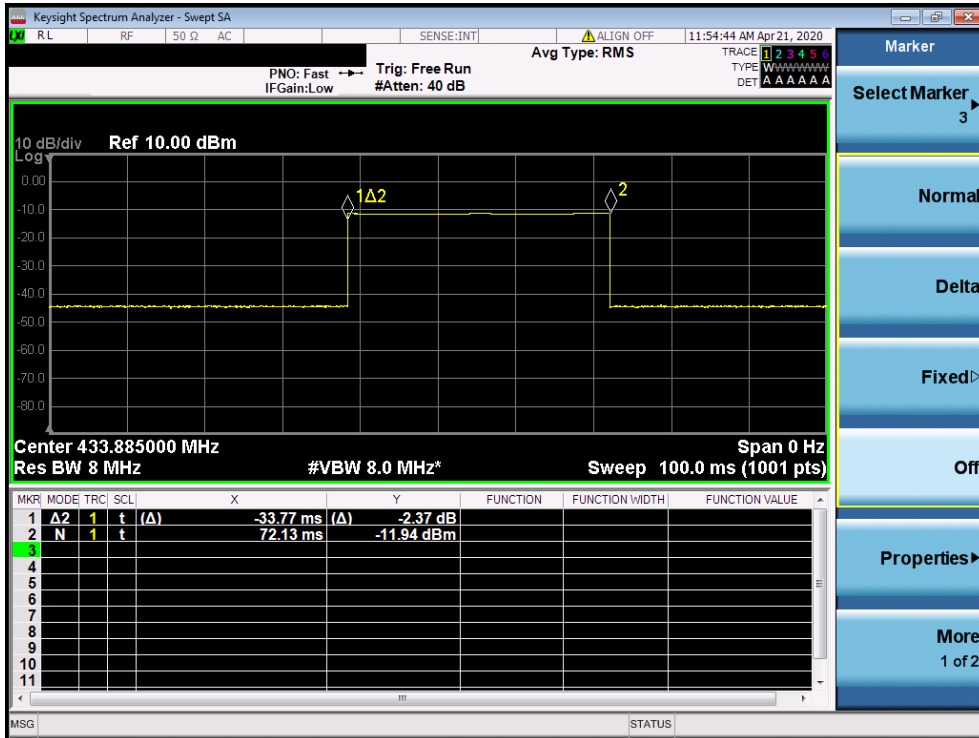 Keysight Spectrum Analyzer - Swept SA
LXI RL RF 50 Ω AC SENSE:INT ALIGN OFF 11:54:44 AM Apr 21, 2020
Avg Type: RMS TRACE 1 2 3 4 5 6
PNO: Fast Trig: Free Run TYPE WWWWWW
IFGain:Low #Atten: 40 dB DET A A A A A A
Marker
Select Marker
3
Normal
Delta
Fixed
Off
Properties
More
1 of 2
10 dB/div Ref 10.00 dBm
Log
0.00
-10.0
-20.0
-30.0
-40.0
-50.0
-60.0
-70.0
-80.0
1Δ2
2
Center 433.885000 MHz Span 0 Hz
Res BW 8 MHz #VBW 8.0 MHz* Sweep 100.0 ms (1001 pts)
MKR MODE TRC SCL X Y FUNCTION FUNCTION WIDTH FUNCTION VALUE
1 Δ2 1 t (Δ) -33.77 ms (Δ) -2.37 dB
2 N 1 t 72.13 ms -11.94 dBm
3
4
5
6
7
8
9
10
11
MSG STATUS